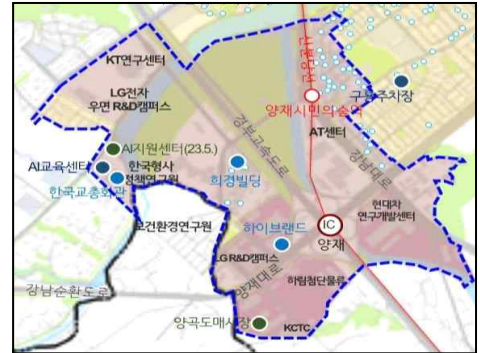 KT연구센터
LG전자
우면 R&D캠퍼스
신분당선
구룡주차장
양재시민의숲역
AT센터
경부고속도로
강남대로
AI지원센터(23.5.)
AI교육센터
한국형사
정책연구원
한국교총회관
희경빌딩
현대차
연구개발센터
보건환경연구원
하이브랜드
IC
양재
LG R&D캠퍼스
양재대로
하림첨단물류
강남순환도로
양곡도매시장
KCTC